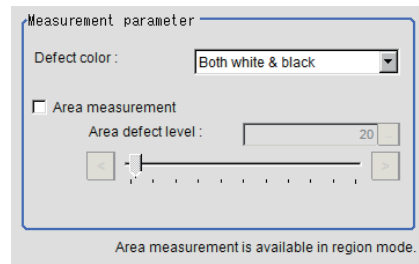 Measurement parameter
Defect color :
Both white & black
Area measurement
Area defect level :
20
<
>
Area measurement is available in region mode.